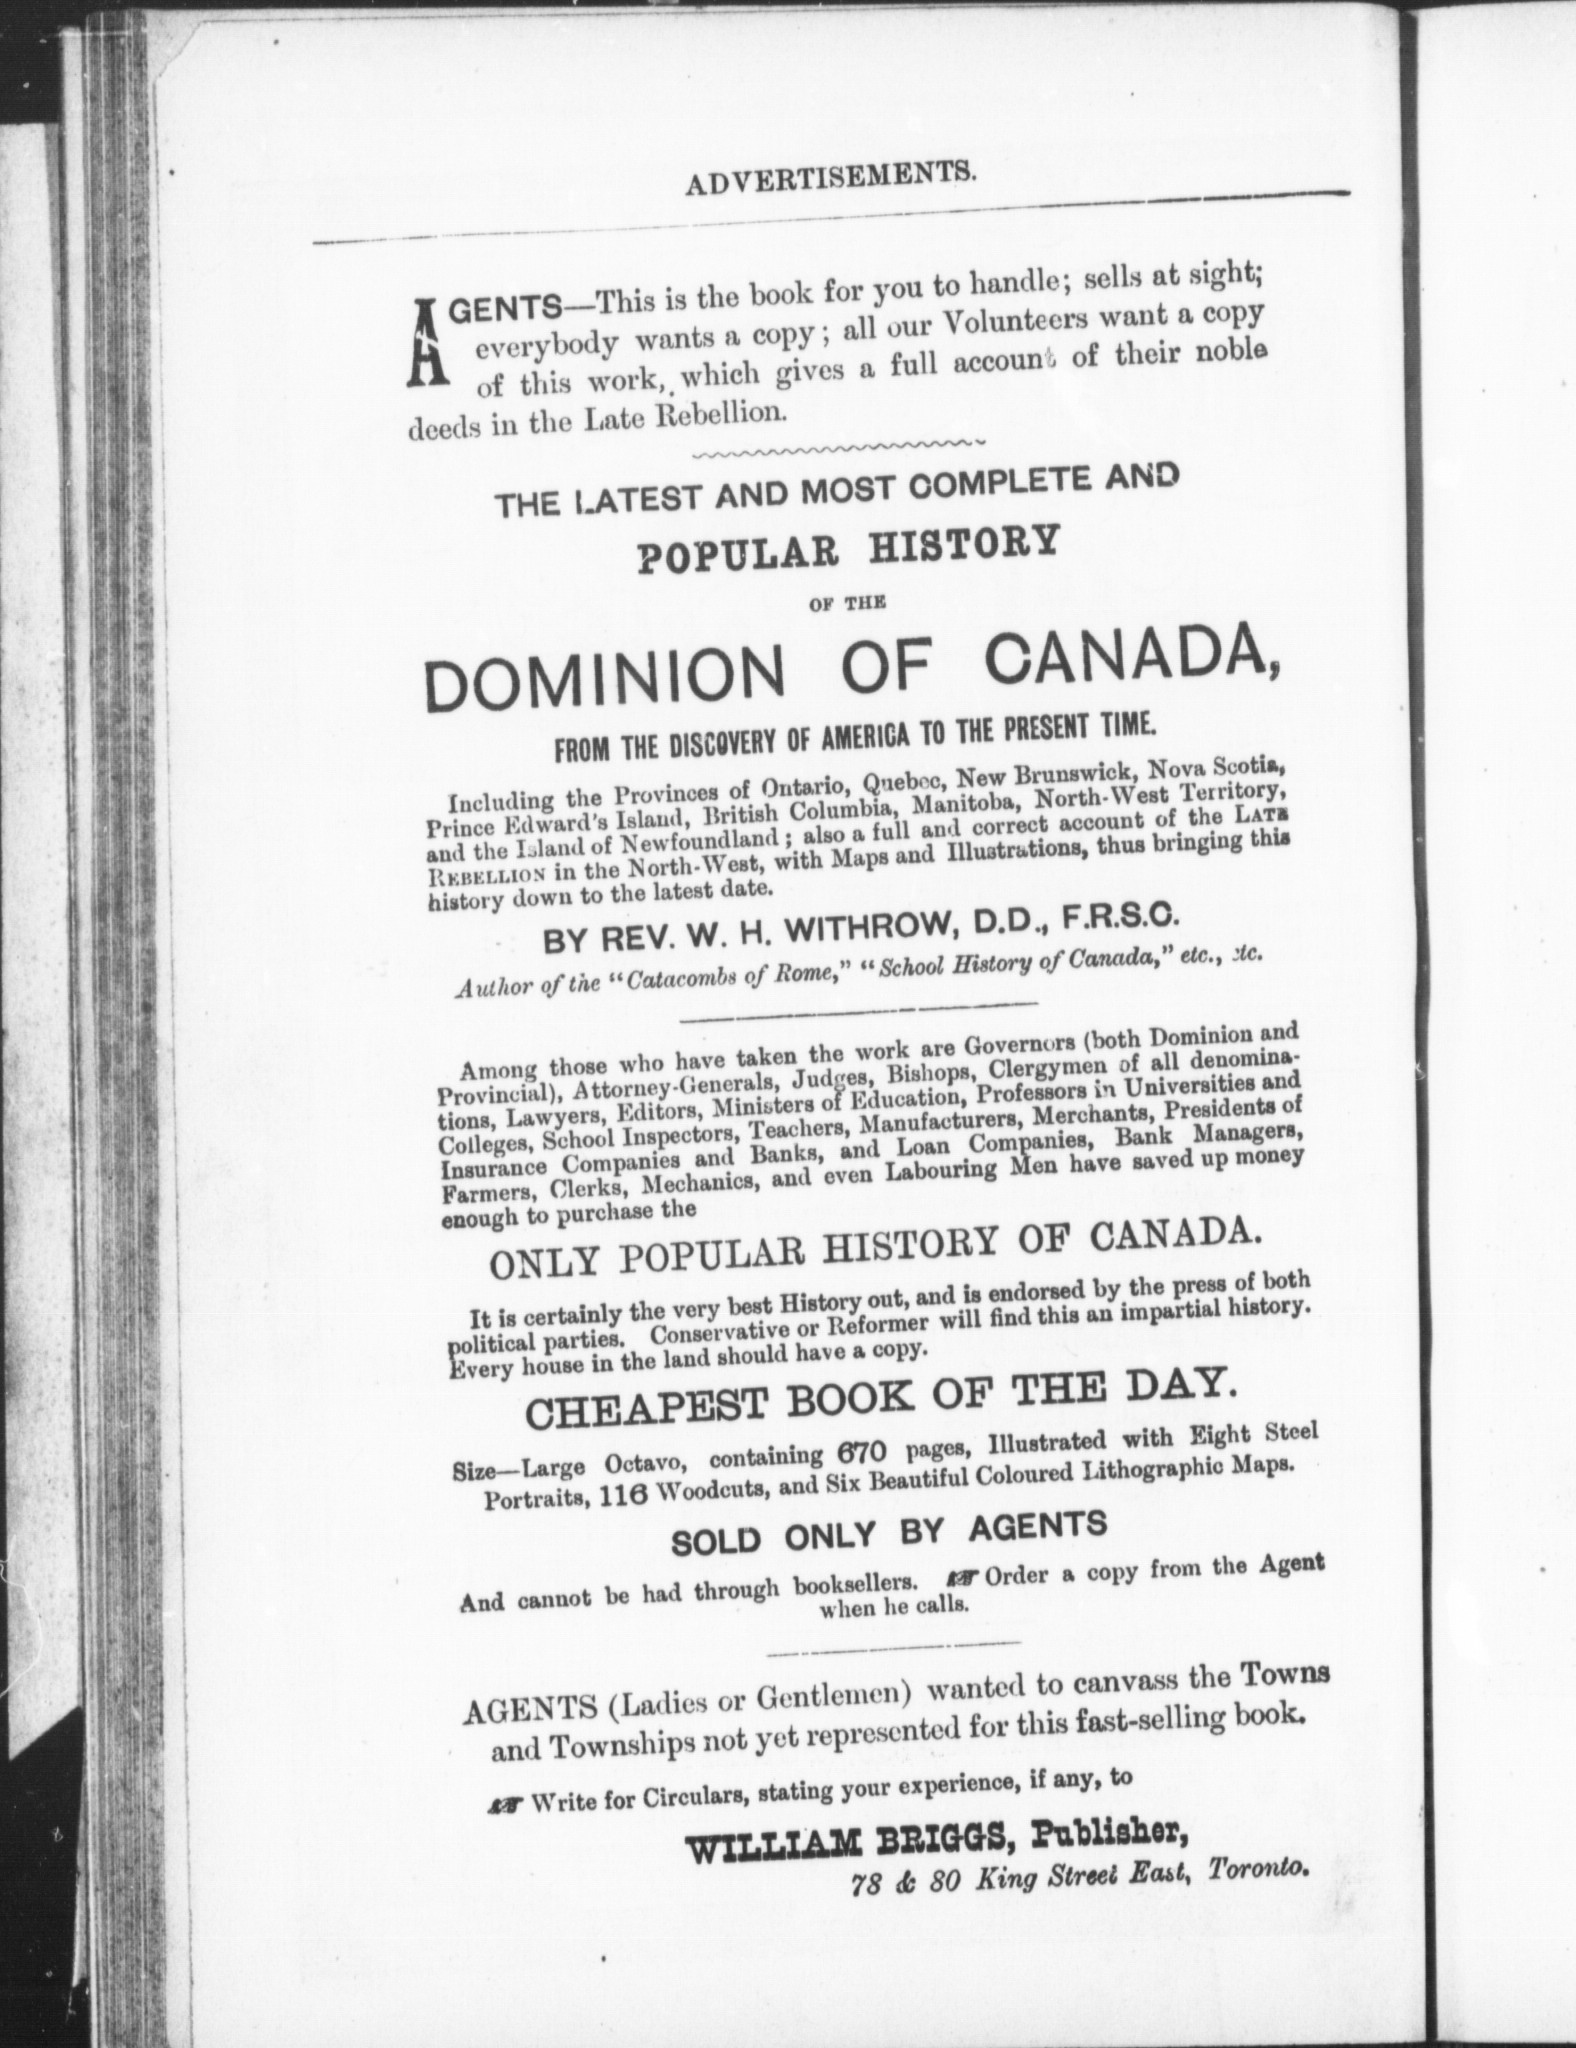 ADVERTISEMENTS.
AGENTS—This is the book for you to handle; sells at sight;
everybody wants a copy; all our Volunteers want a copy
of this work, which gives a full account of their noble
deeds in the Late Rebellion.
THE LATEST AND MOST COMPLETE AND
POPULAR HISTORY
OF THE
DOMINION OF CANADA,
FROM THE DISCOVERY OF AMERICA TO THE PRESENT TIME.
Including the Provinces of Ontario, Quebec, New Brunswick, Nova Scotia,
Prince Edward's Island, British Columbia, Manitoba, North-West Territory,
and the Island of Newfoundland; also a full and correct account of the LATE
REBELLION in the North-West, with Maps and Illustrations, thus bringing this
history down to the latest date.
BY REV. W. H. WITHROW, D.D., F.R.S.C.
Author of the "Catacombs of Rome," "School History of Canada," etc., etc.
Among those who have taken the work are Governors (both Dominion and
Provincial), Attorney-Generals, Judges, Bishops, Clergymen of all denomina-
tions, Lawyers, Editors, Ministers of Education, Professors in Universities and
Colleges, School Inspectors, Teachers, Manufacturers, Merchants, Presidents of
Insurance Companies and Banks, and Loan Companies, Bank Managers,
Farmers, Clerks, Mechanics, and even Labouring Men have saved up money
enough to purchase the
ONLY POPULAR HISTORY OF CANADA.
It is certainly the very best History out, and is endorsed by the press of both
political parties. Conservative or Reformer will find this an impartial history.
Every house in the land should have a copy.
CHEAPEST BOOK OF THE DAY.
Size—Large Octavo, containing 670 pages, Illustrated with Eight Steel
Portraits, 116 Woodcuts, and Six Beautiful Coloured Lithographic Maps.
SOLD ONLY BY AGENTS
And cannot be had through booksellers. ☞ Order a copy from the Agent
when he calls.
AGENTS (Ladies or Gentlemen) wanted to canvass the Towns
and Townships not yet represented for this fast-selling book.
☞ Write for Circulars, stating your experience, if any, to
WILLIAM BRIGGS, Publisher,
78 & 80 King Street East, Toronto.